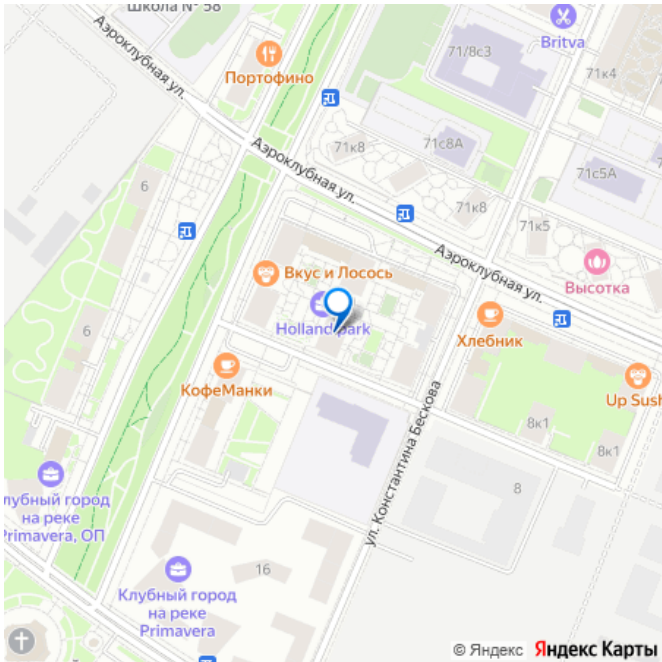 Школа № 58
Аэроклубная ул.
Портофино
Britva
71/8с3
71к4
71к8
71с8А
71с5А
Аэроклубная ул.
6
71к8
71к5
Аэроклубная ул.
Высотка
Вкус и Лосось
Holland park
Хлебник
6
КофеМанки
Up Sush
ул. Константина Бескова
8к1
8к1
лубный город
на реке
Primavera, ОП
8
16
Клубный город
на реке
Primavera
© Яндекс Яндекс Карты